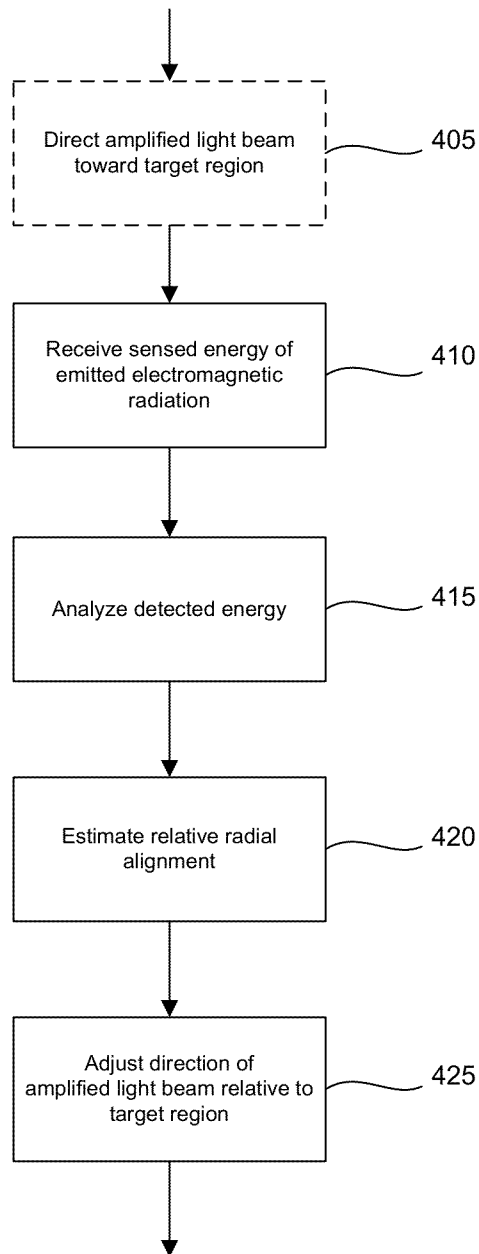 Direct amplified light beam
toward target region
405
Receive sensed energy of
emitted electromagnetic
radiation
410
Analyze detected energy
415
Estimate relative radial
alignment
420
Adjust direction of
amplified light beam relative to
target region
425